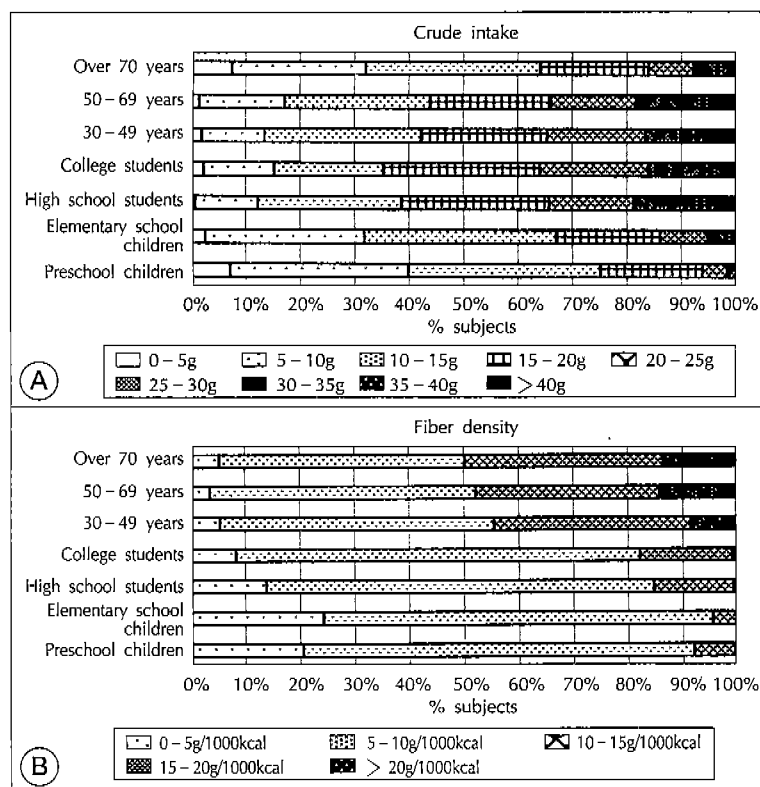 Crude intake
Over 70 years
50 – 69 years
30 – 49 years
College students
High school students
Elementary school
children
Preschool children
0% 10% 20% 30% 40% 50% 60% 70% 80% 90% 100%
% subjects
0 – 5g 5 – 10g 10 – 15g 15 – 20g 20 – 25g
25 – 30g 30 – 35g 35 – 40g > 40g
A
Fiber density
Over 70 years
50 – 69 years
30 – 49 years
College students
High school students
Elementary school
children
Preschool children
0% 10% 20% 30% 40% 50% 60% 70% 80% 90% 100%
% subjects
0 – 5g/1000kcal 5 – 10g/1000kcal 10 – 15g/1000kcal
15 – 20g/1000kcal > 20g/1000kcal
B